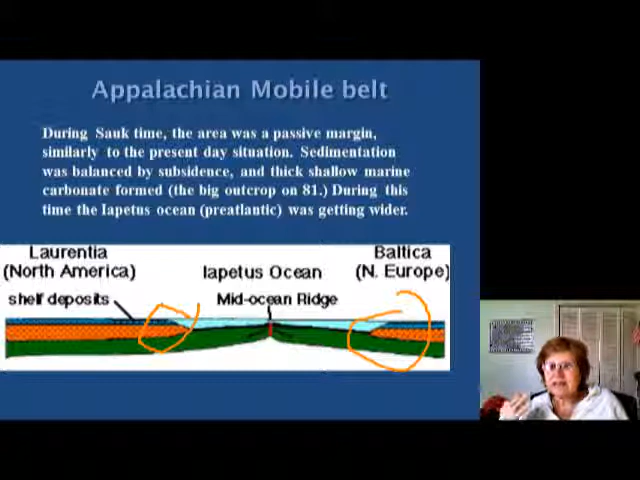 Appalachian Mobile belt
During Sauk time, the area was a passive margin,
similarly to the present day situation. Sedimentation
was balanced by subsidence, and thick shallow marine
carbonate formed (the big outcrop on 81.) During this
time the Iapetus ocean (preatlantic) was getting wider.
Laurentia
(North America)
Iapetus Ocean
Baltica
(N. Europe)
shelf deposits
Mid-ocean Ridge